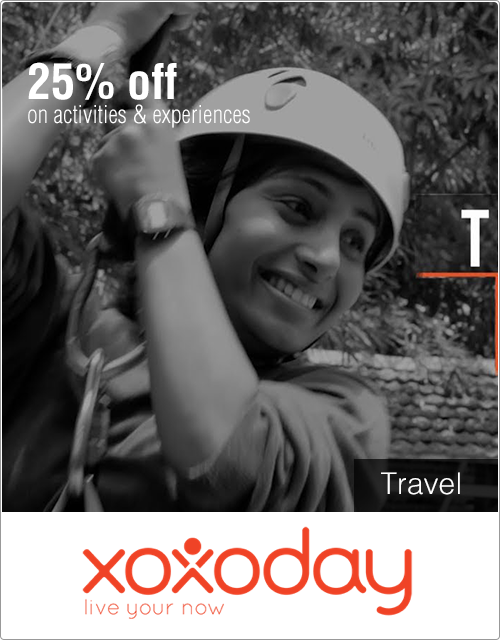 25% off
on activities & experiences
T
Travel
xoxoday
live your now